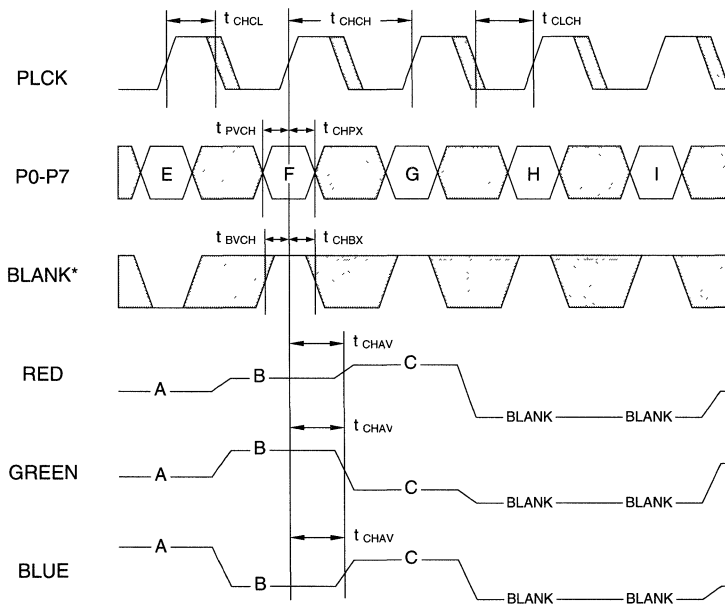 t CHCL t CHCH t CLCH
PLCK
t PVCH t CHPX
P0-P7 E F G H I
t BVCH t CHBX
BLANK*
t CHAV
RED A B C BLANK BLANK
t CHAV
GREEN A B C BLANK BLANK
t CHAV
BLUE A B C BLANK BLANK